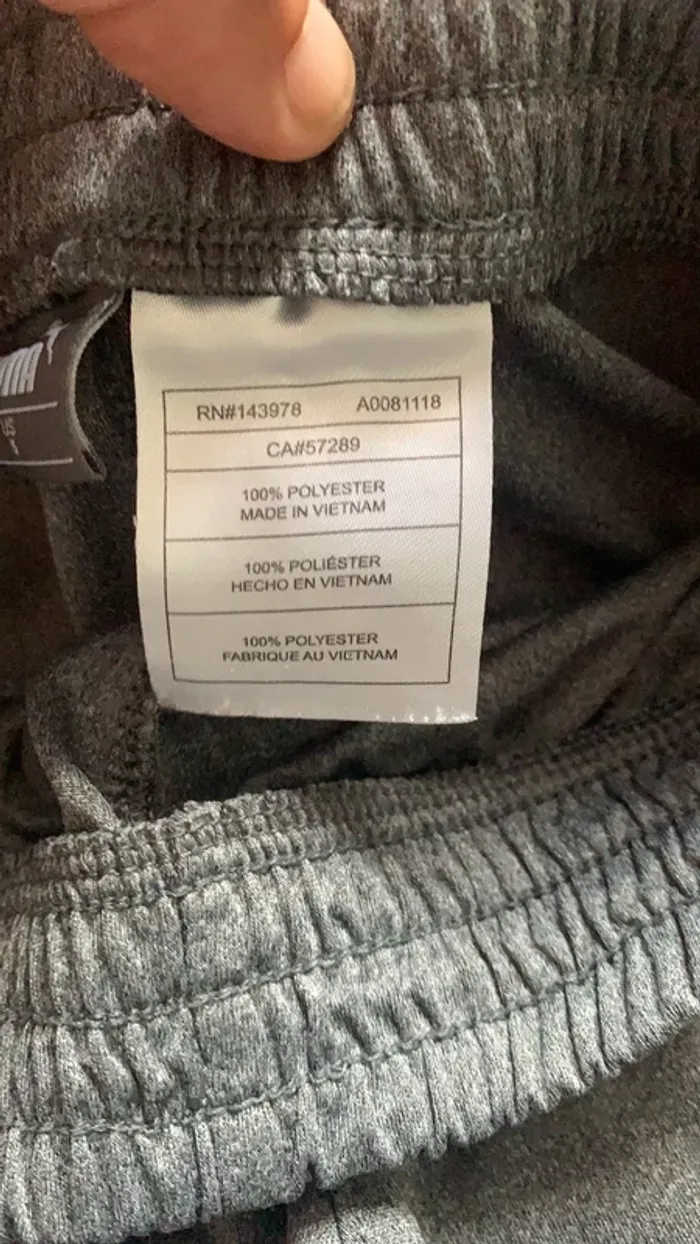 RN#143978 A0081118
CA#57289
100% POLYESTER
MADE IN VIETNAM
100% POLIÉSTER
HECHO EN VIETNAM
100% POLYESTER
FABRIQUE AU VIETNAM